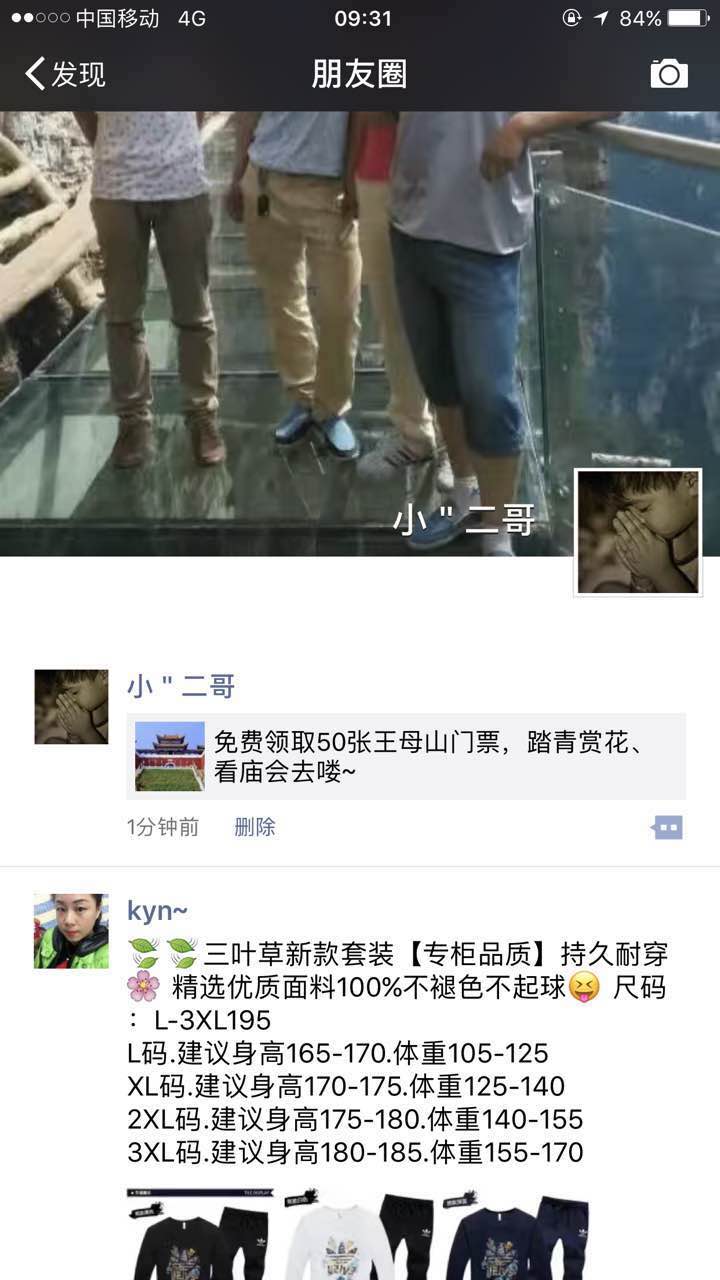 中国移动 4G 09:31 84%
发现 朋友圈
小 " 二哥
小 " 二哥
免费领取50张王母山门票，踏青赏花、
看庙会去喽~
1分钟前 删除
kyn~
三叶草新款套装【专柜品质】持久耐穿
精选优质面料100%不褪色不起球 尺码
：L-3XL195
L码.建议身高165-170.体重105-125
XL码.建议身高170-175.体重125-140
2XL码.建议身高175-180.体重140-155
3XL码.建议身高180-185.体重155-170